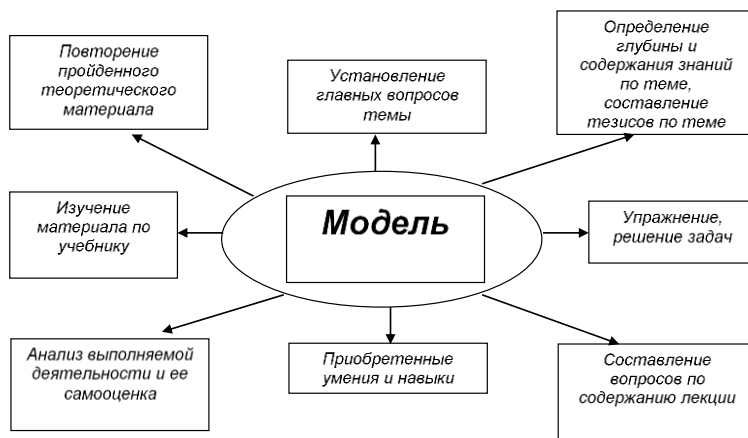 Повторение
пройденного
теоретического
материала
Установление
главных вопросов
темы
Определение
глубины и
содержания знаний
по теме,
составление
тезисов по теме
Изучение
материала по
учебнику
Модель
Упражнение,
решение задач
Анализ выполняемой
деятельности и ее
самооценка
Приобретенные
умения и навыки
Составление
вопросов по
содержанию лекции